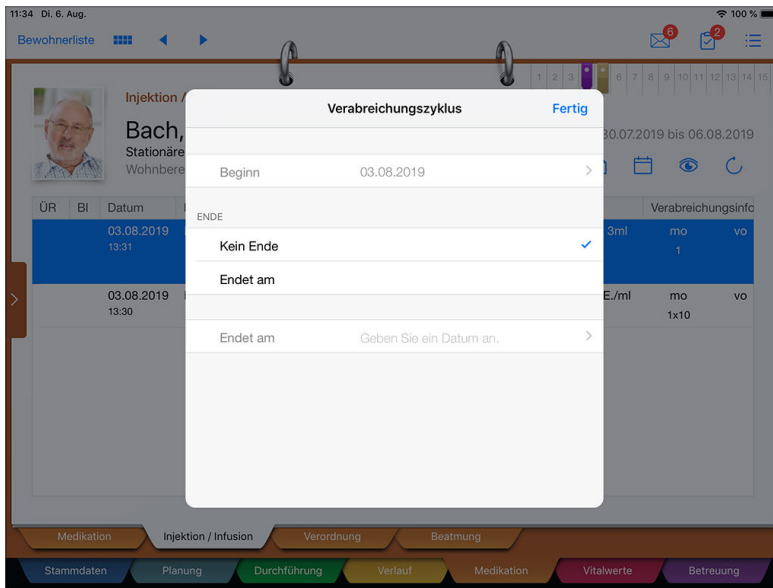 11:34 Di. 6. Aug. 100 %
Bewohnerliste 6 2
1 2 3 6 7 8 9 10 11 12 13 14 15
Injektion /
Verabreichungszyklus Fertig
Bach,
30.07.2019 bis 06.08.2019
Stationäre
Wohnbere
Beginn 03.08.2019
ÜR BI Datum Verabreichungsinfo
ENDE
03.08.2019 3ml mo vo
13:31 1
Kein Ende
Endet am
03.08.2019 E./ml mo vo
13:30 1x10
Endet am Geben Sie ein Datum an.
Medikation Injektion / Infusion Verordnung Beatmung
Stammdaten Planung Durchführung Verlauf Medikation Vitalwerte Betreuung